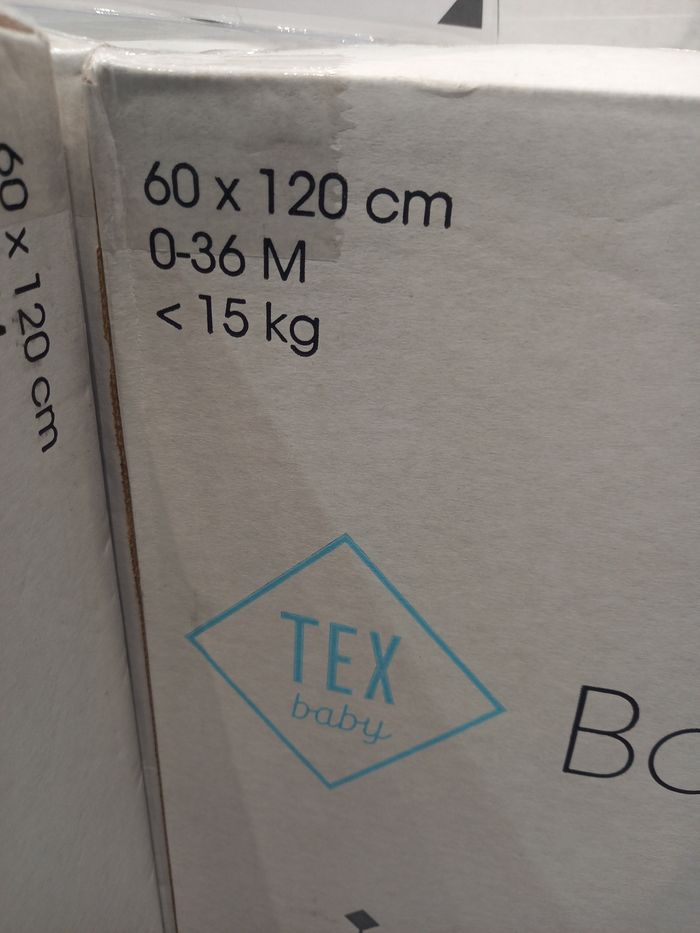 60 x 120 cm
60 x 120 cm
0-36 M
< 15 kg
TEX
baby